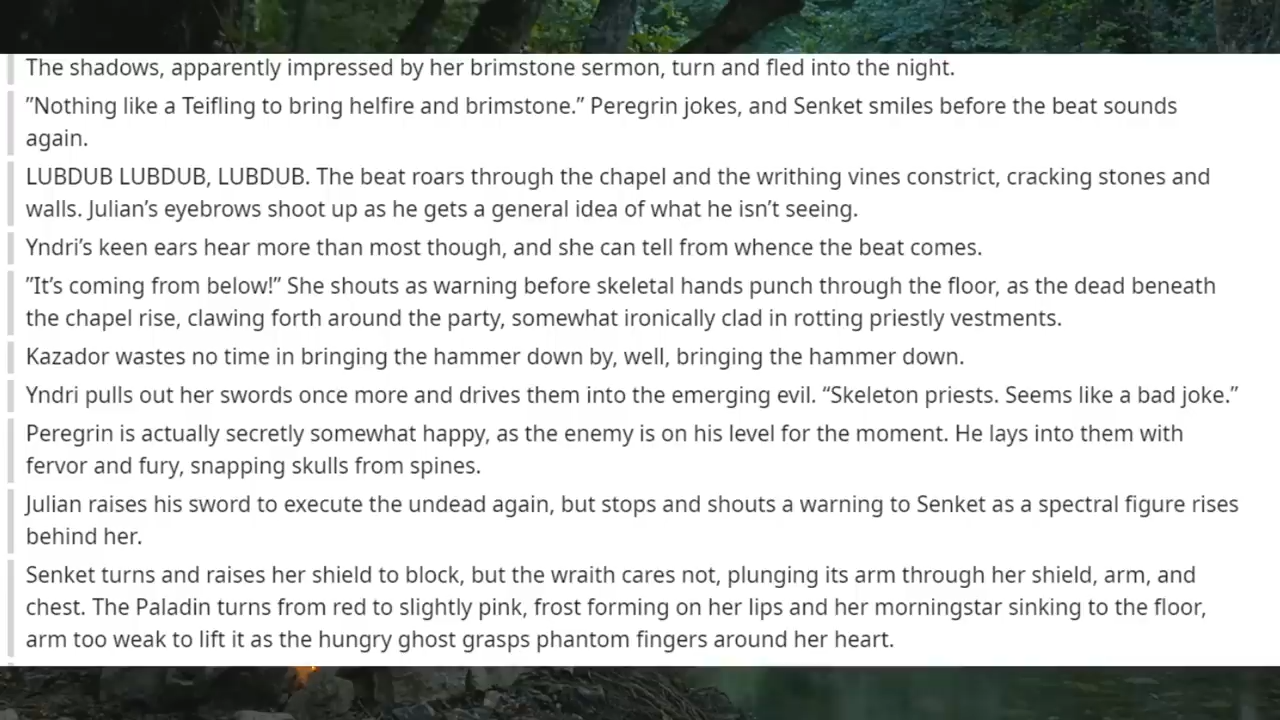 The shadows, apparently impressed by her brimstone sermon, turn and fled into the night.
”Nothing like a Teifling to bring helfire and brimstone.” Peregrin jokes, and Senket smiles before the beat sounds
again.
LUBDUB LUBDUB, LUBDUB. The beat roars through the chapel and the writhing vines constrict, cracking stones and
walls. Julian’s eyebrows shoot up as he gets a general idea of what he isn’t seeing.
Yndri’s keen ears hear more than most though, and she can tell from whence the beat comes.
”It’s coming from below!” She shouts as warning before skeletal hands punch through the floor, as the dead beneath
the chapel rise, clawing forth around the party, somewhat ironically clad in rotting priestly vestments.
Kazador wastes no time in bringing the hammer down by, well, bringing the hammer down.
Yndri pulls out her swords once more and drives them into the emerging evil. “Skeleton priests. Seems like a bad joke.”
Peregrin is actually secretly somewhat happy, as the enemy is on his level for the moment. He lays into them with
fervor and fury, snapping skulls from spines.
Julian raises his sword to execute the undead again, but stops and shouts a warning to Senket as a spectral figure rises
behind her.
Senket turns and raises her shield to block, but the wraith cares not, plunging its arm through her shield, arm, and
chest. The Paladin turns from red to slightly pink, frost forming on her lips and her morningstar sinking to the floor,
arm too weak to lift it as the hungry ghost grasps phantom fingers around her heart.